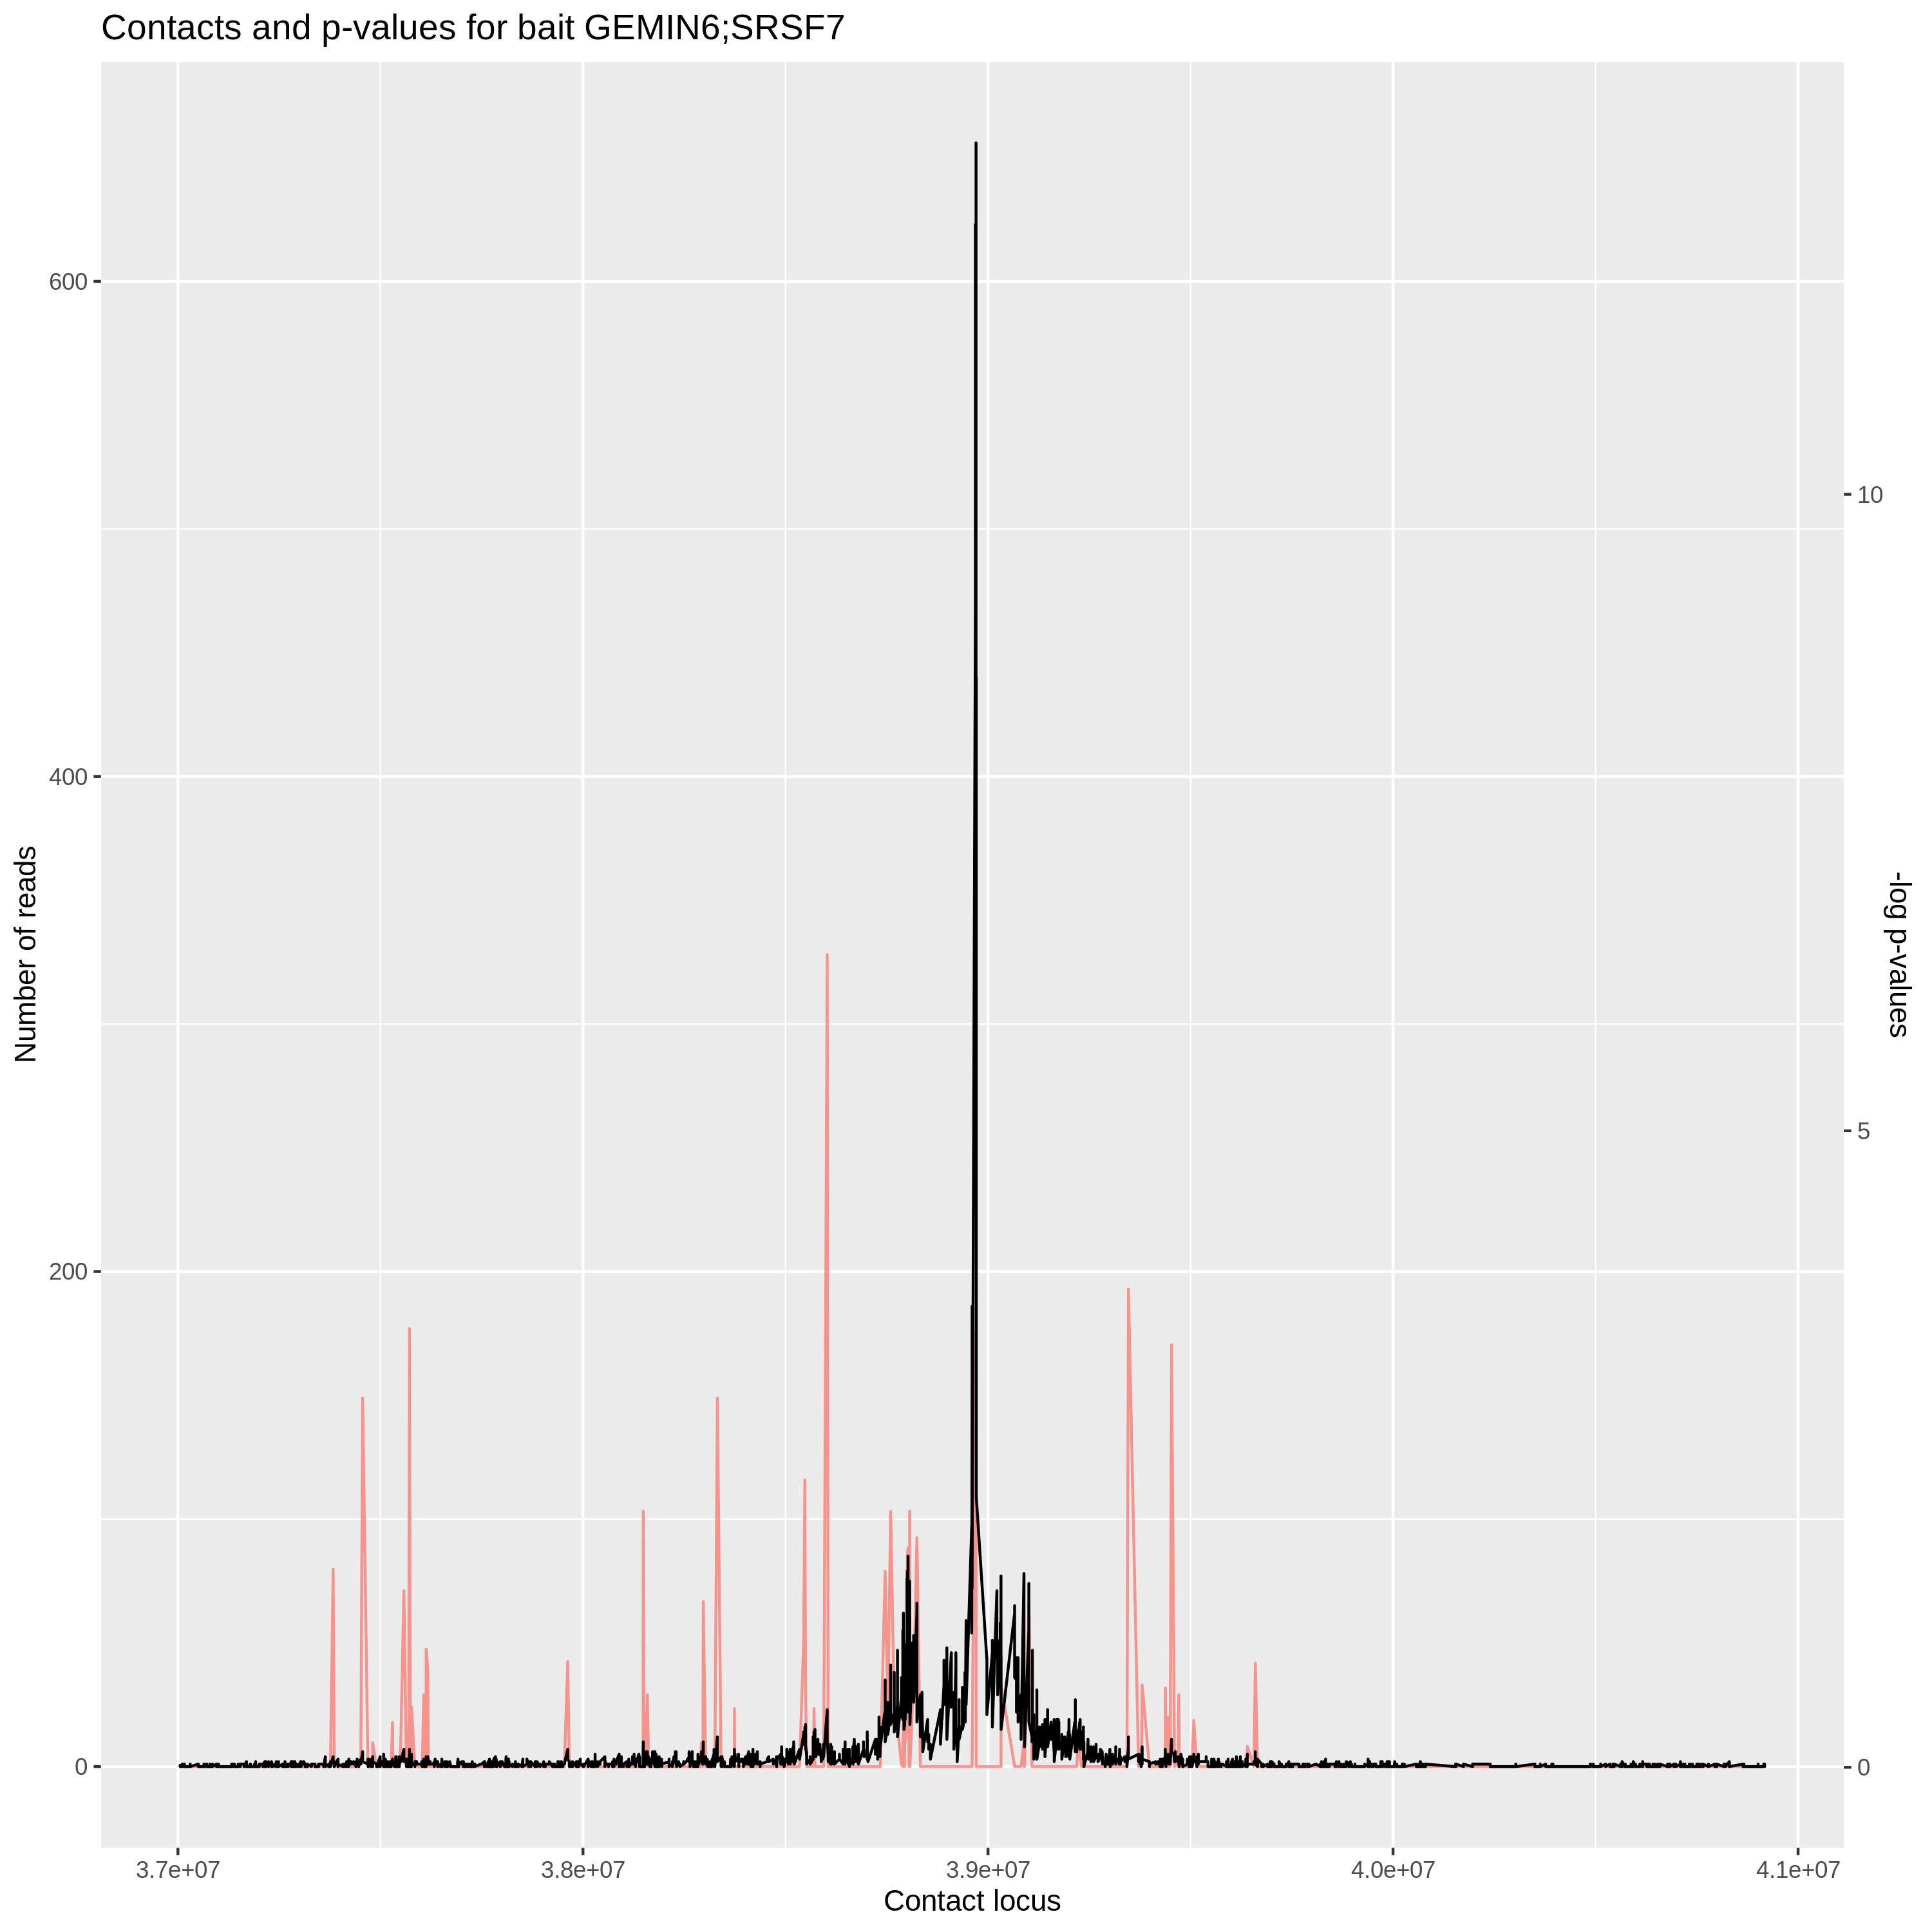 Contacts and p-values for bait GEMIN6;SRSF7
600
400
200
0
Number of reads
10
5
0
-log p-values
3.7e+07
3.8e+07
3.9e+07
4.0e+07
4.1e+07
Contact locus